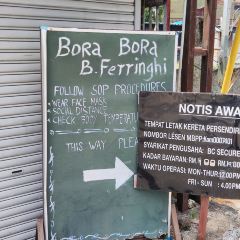 Bora Bora
B. Ferringhi
FOLLOW SOP PROCEDURES
* WEAR FACE MASK
* SOCIAL DISTANCE
* CHECK BODY TEMPERATU
THIS WAY PLEA
NOTIS AWA
TEMPAT LETAK KERETA PERSENDIR
NOMBOR LESEN MBPP:
SYARIKAT PENGUSAHA: BC SECURE
KADAR BAYARAN: RM
WAKTU OPERASI: MON-THUR:
FRI - SUN : 4.00PM